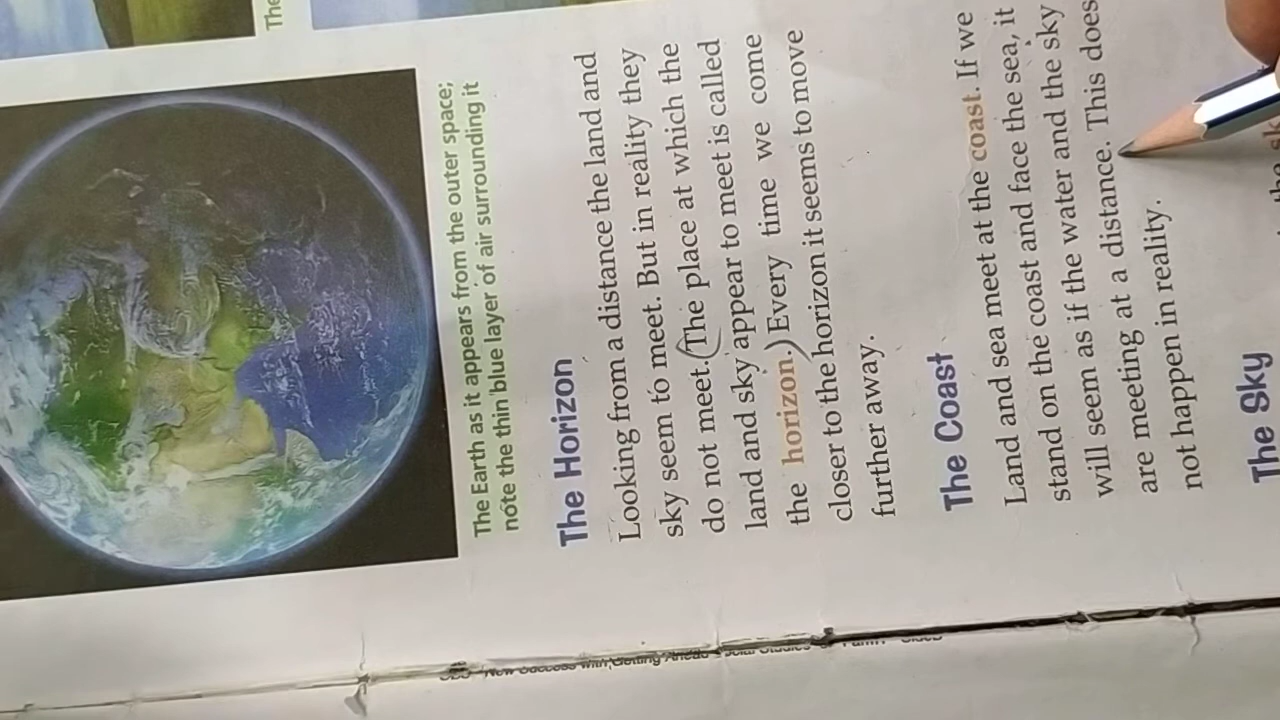 The
The Earth as it appears from the outer space;
note the thin blue layer of air surrounding it
The Horizon
Looking from a distance the land and
sky seem to meet. But in reality they
do not meet. (The place at which the
land and sky appear to meet is called
the horizon.) Every time we come
closer to the horizon it seems to move
further away.
The Coast
Land and sea meet at the coast. If we
stand on the coast and face the sea, it
will seem as if the water and the sky
are meeting at a distance. This does
not happen in reality.
The Sky